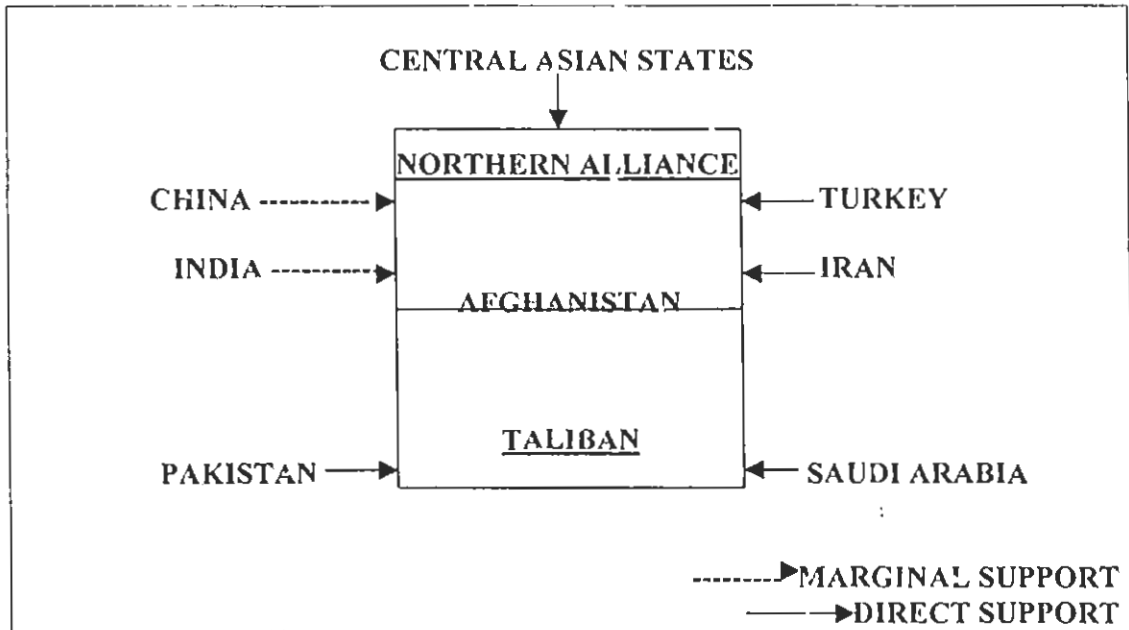 CENTRAL ASIAN STATES
NORTHERN ALLIANCE
CHINA TURKEY
INDIA IRAN
AFGHANISTAN
TALIBAN
PAKISTAN SAUDI ARABIA
MARGINAL SUPPORT
DIRECT SUPPORT